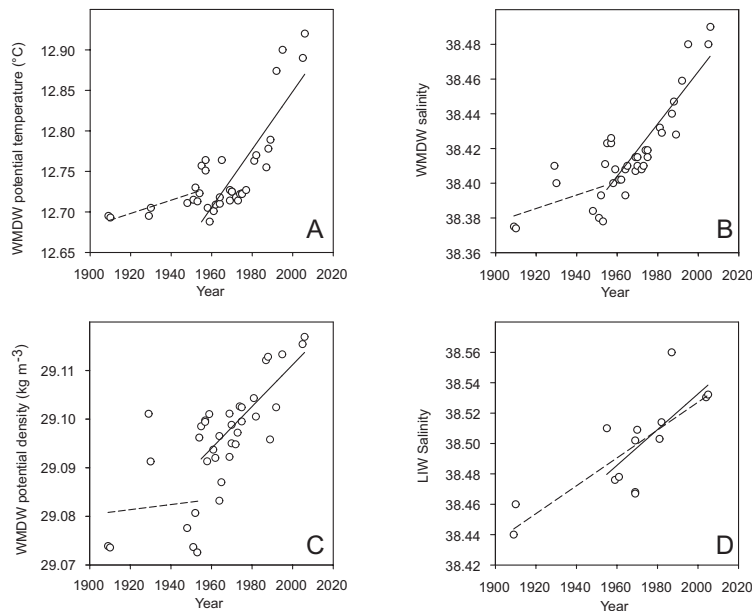 12.90
12.85
12.80
12.75
12.70
12.65
WMDW potential temperature (°C)
A
1900 1920 1940 1960 1980 2000 2020
Year
38.48
38.46
38.44
38.42
38.40
38.38
38.36
WMDW salinity
B
1900 1920 1940 1960 1980 2000 2020
Year
29.11
29.10
29.09
29.08
29.07
WMDW potential density (kg m-3)
C
1900 1920 1940 1960 1980 2000 2020
Year
38.56
38.54
38.52
38.50
38.48
38.46
38.44
38.42
LIW Salinity
D
1900 1920 1940 1960 1980 2000 2020
Year